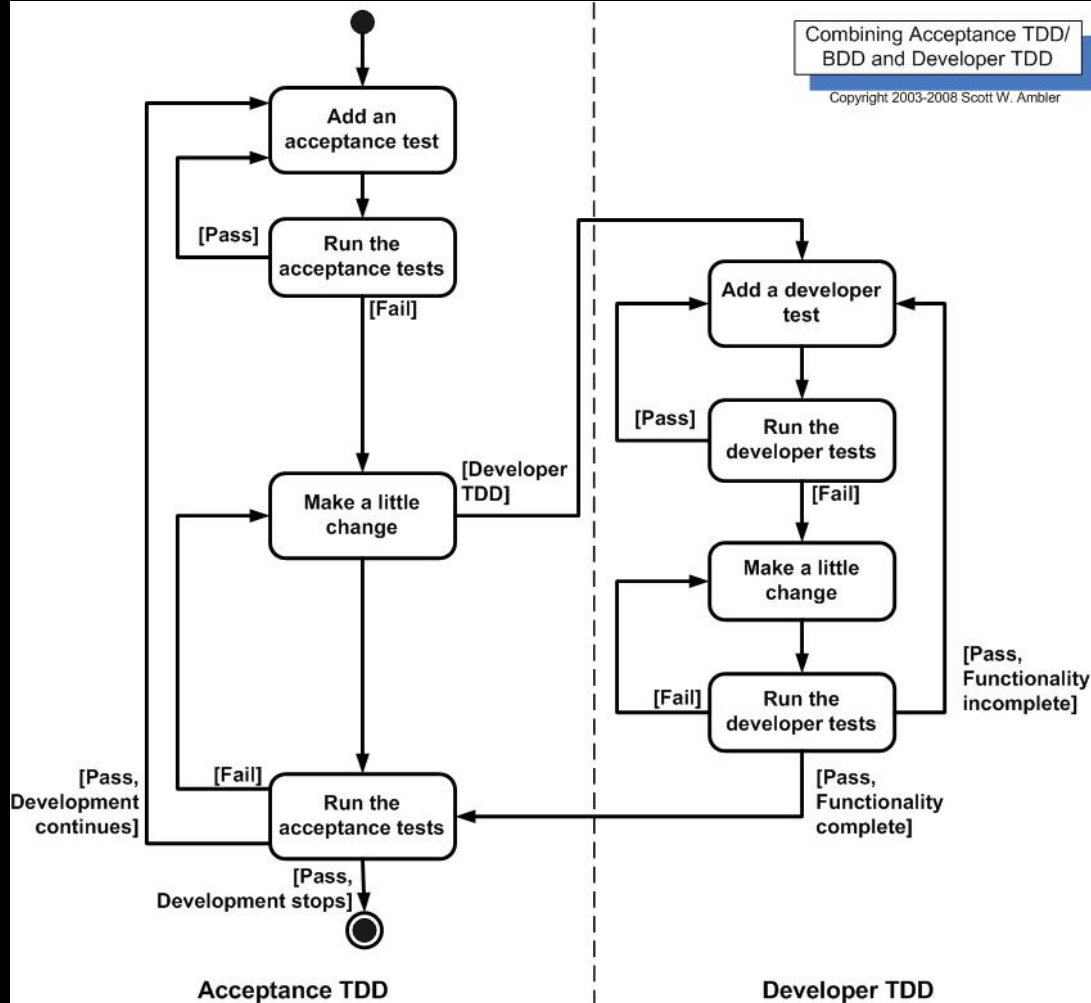 Combining Acceptance TDD/
BDD and Developer TDD
Copyright 2003-2008 Scott W. Ambler
Add an
acceptance test
[Pass]
Run the
acceptance tests
[Fail]
Make a little
change
[Developer
TDD]
[Fail]
Run the
acceptance tests
[Pass,
Development
continues]
[Pass,
Development stops]
Acceptance TDD
Add a developer
test
[Pass]
Run the
developer tests
[Fail]
Make a little
change
[Fail]
Run the
developer tests
[Pass,
Functionality
incomplete]
[Pass,
Functionality
complete]
Developer TDD